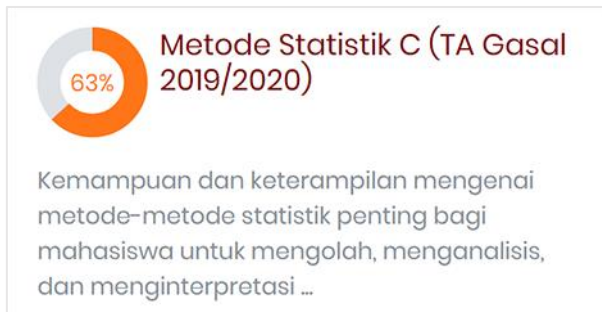 63%
Metode Statistik C (TA Gasal
2019/2020)
Kemampuan dan keterampilan mengenai
metode-metode statistik penting bagi
mahasiswa untuk mengolah, menganalisis,
dan menginterpretasi ...